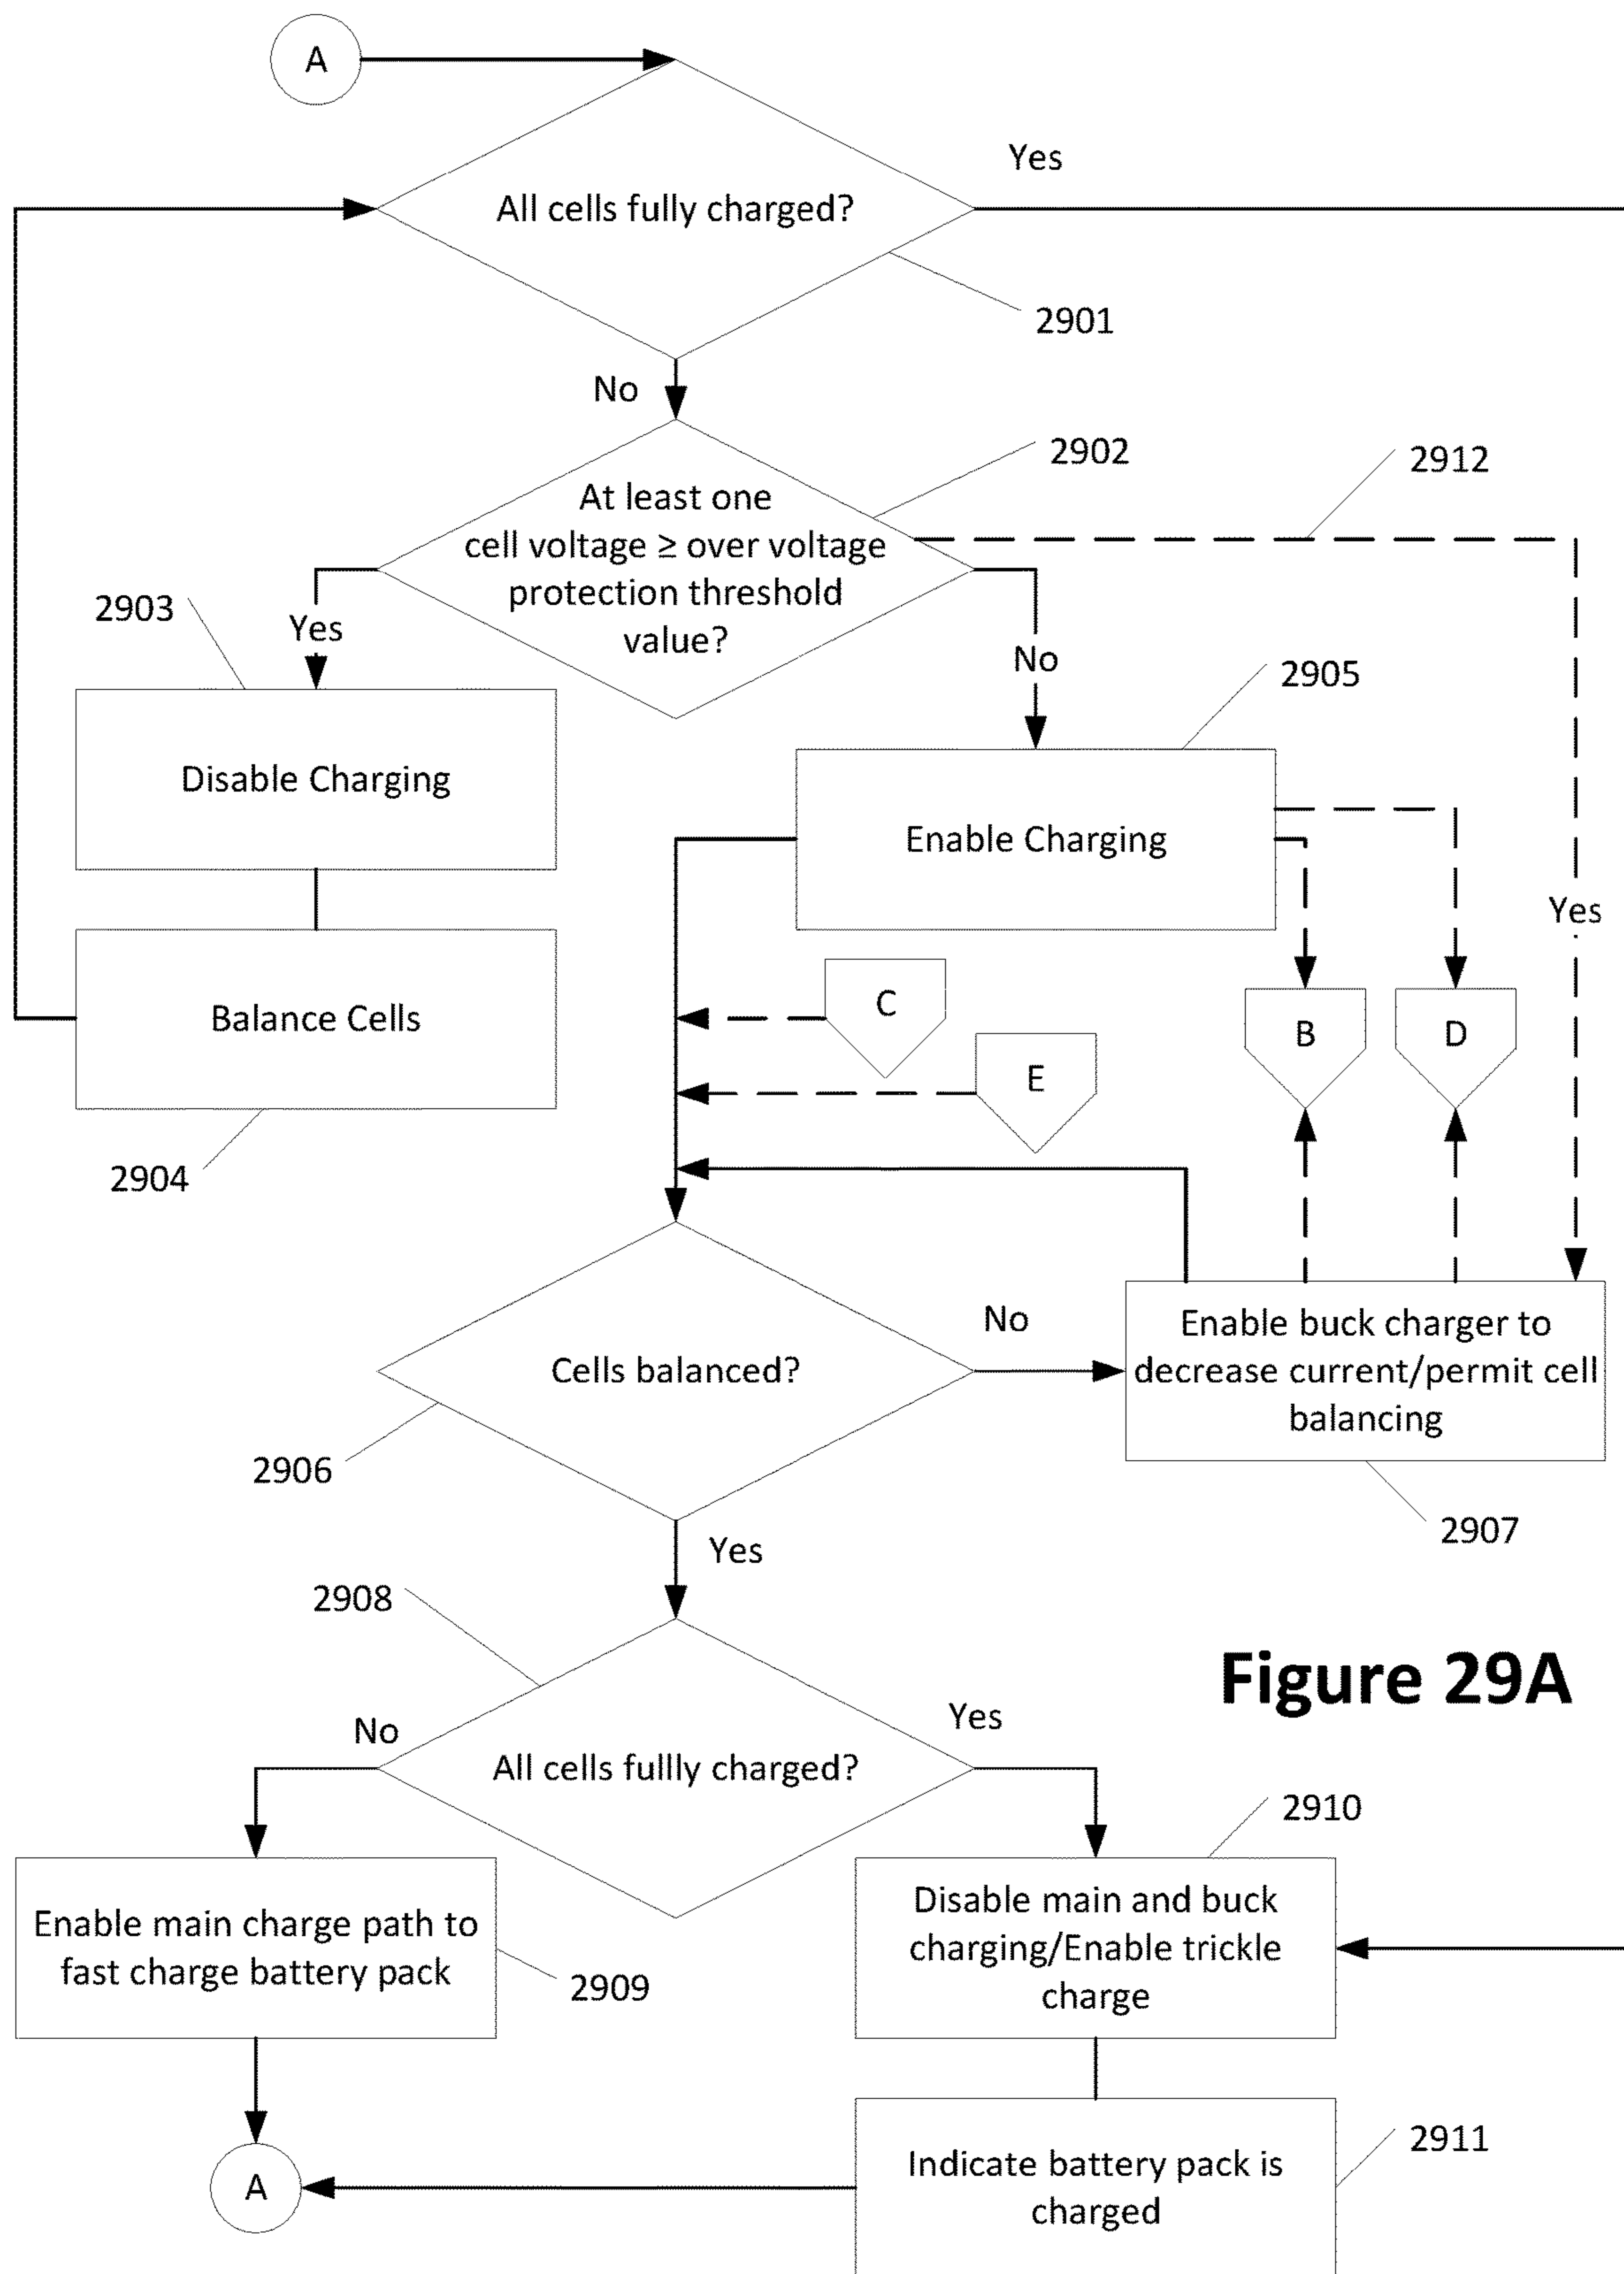 A
Yes
All cells fully charged?
2901
No
2902
2912
At least one
cell voltage ≥ over voltage
protection threshold
value?
2903
Yes
No
2905
Disable Charging
Enable Charging
Yes
C
B
D
Balance Cells
E
2904
No
Enable buck charger to
decrease current/permit cell
balancing
Cells balanced?
2906
2907
Yes
2908
Figure 29A
No
Yes
All cells fullly charged?
2910
Enable main charge path to
fast charge battery pack
2909
Disable main and buck
charging/Enable trickle
charge
2911
A
Indicate battery pack is
charged